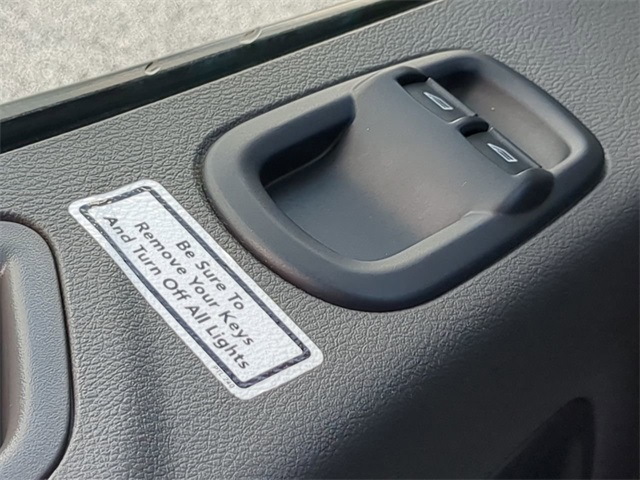 Be Sure To
Remove Your Keys
And Turn Off All Lights